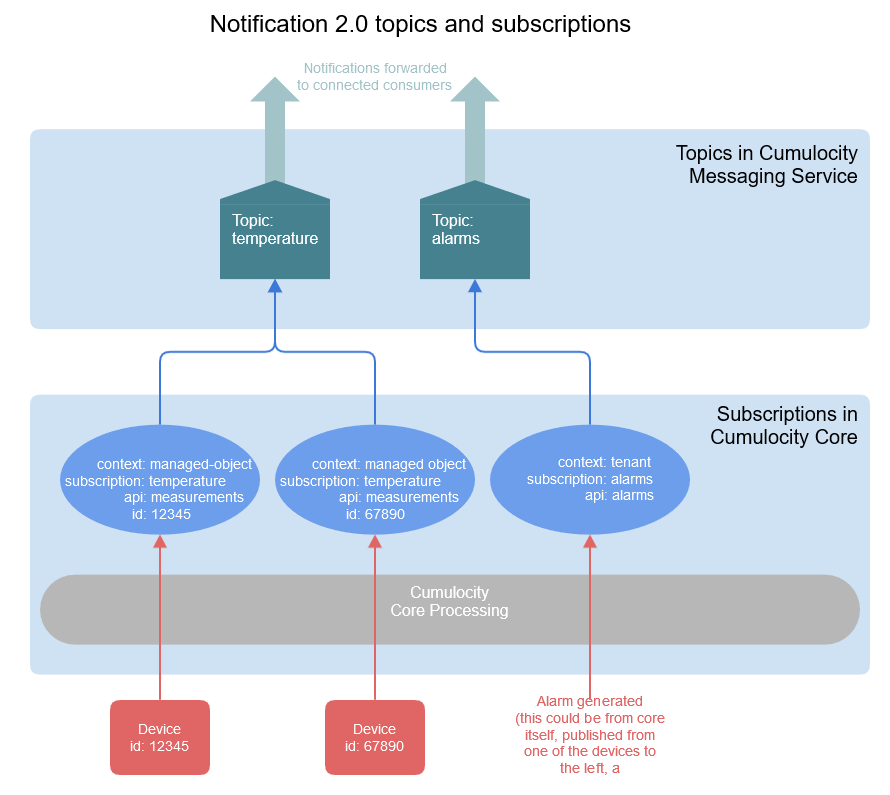 Notification 2.0 topics and subscriptions
Notifications forwarded
to connected consumers
Topics in Cumulocity
Messaging Service
Topic:
temperature
Topic:
alarms
Subscriptions in
Cumulocity Core
context: managed-object
subscription: temperature
api: measurements
id: 12345
context: managed object
subscription: temperature
api: measurements
id: 67890
context: tenant
subscription: alarms
api: alarms
Cumulocity
Core Processing
Device
id: 12345
Device
id: 67890
Alarm generated
(this could be from core
itself, published from
one of the devices to
the left, a